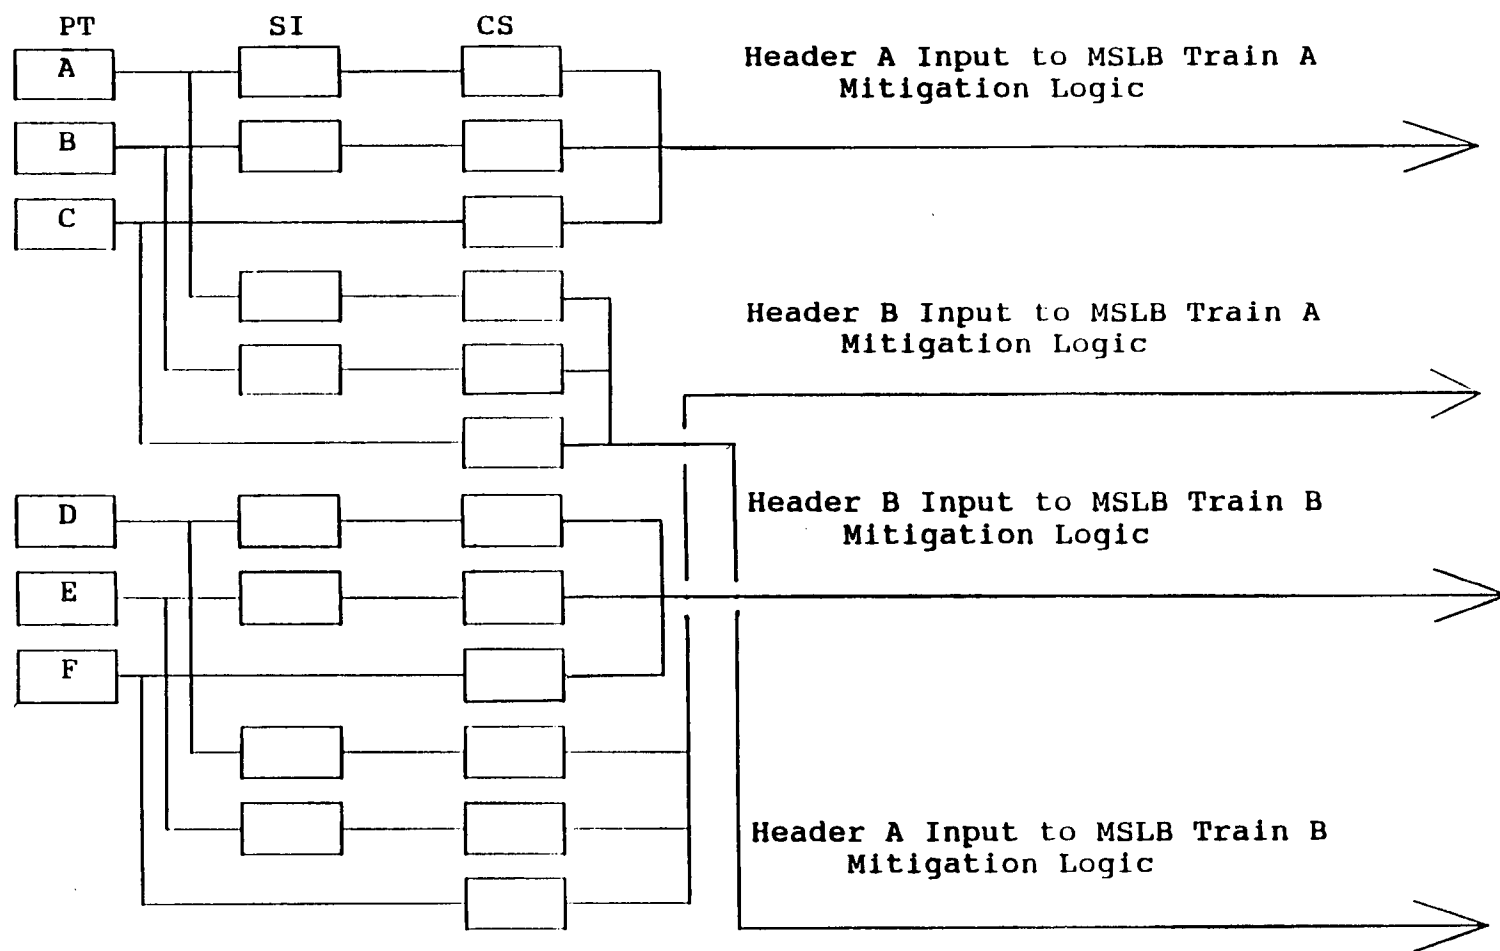 PT SI CS
A
Header A Input to MSLB Train A
Mitigation Logic
B
C
Header B Input to MSLB Train A
Mitigation Logic
D
Header B Input to MSLB Train B
Mitigation Logic
E
F
Header A Input to MSLB Train B
Mitigation Logic